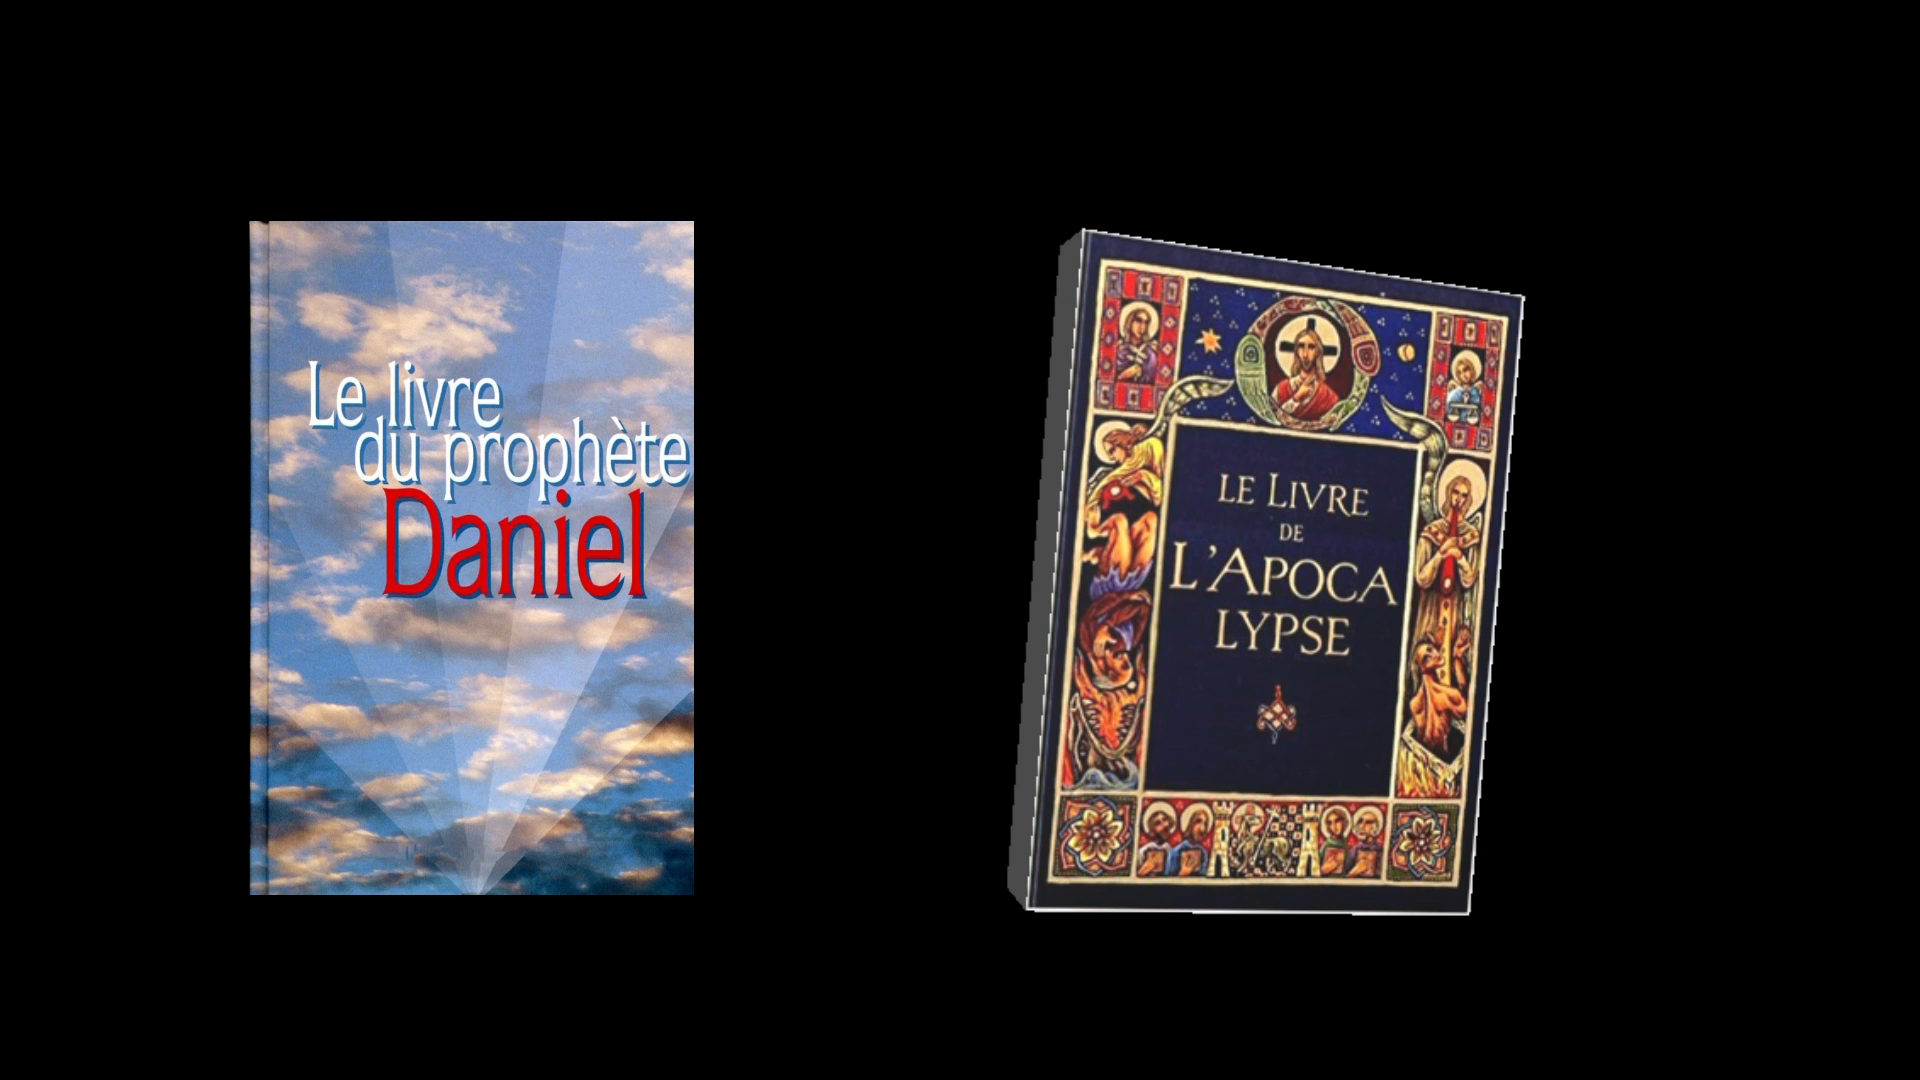 Le livre
du prophète
Daniel
LE LIVRE
DE
L'APOCA
LYPSE